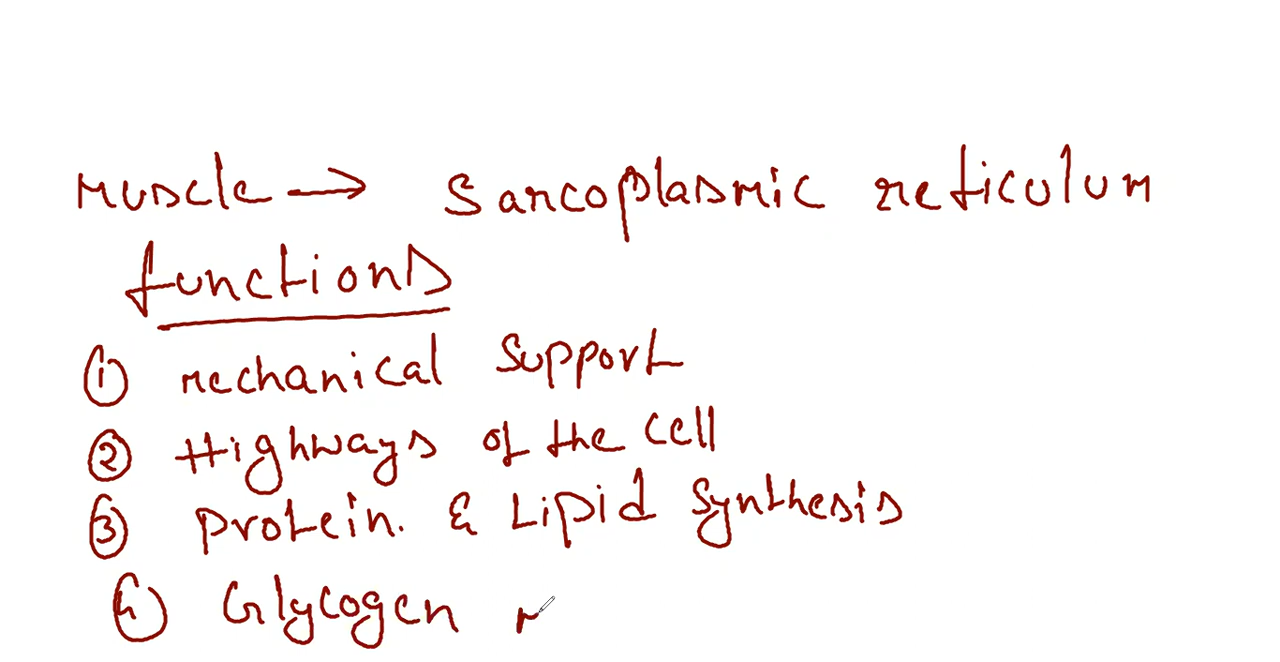 Muscle → Sarcoplasmic reticulum
functions
① mechanical support
② Highways of the cell
③ Protein. & Lipid synthesis
④ Glycogen